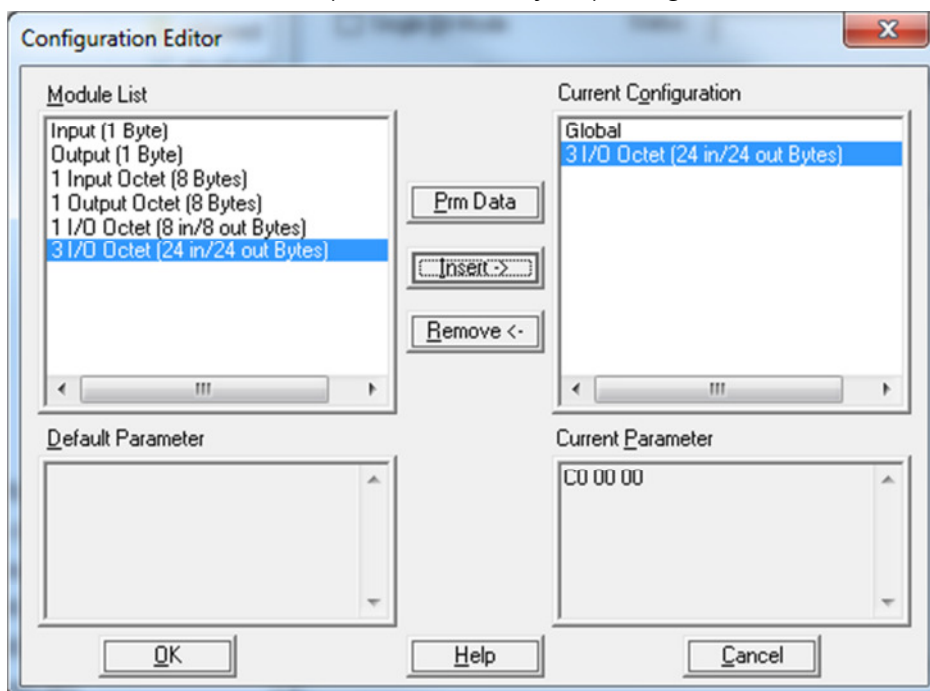 Configuration Editor
Module List
Input (1 Byte)
Output (1 Byte)
1 Input Octet (8 Bytes)
1 Output Octet (8 Bytes)
1 I/O Octet (8 in/8 out Bytes)
3 I/O Octet (24 in/24 out Bytes)
Prm Data
Insert ->
Remove <-
Current Configuration
Global
3 I/O Octet (24 in/24 out Bytes)
Default Parameter
Current Parameter
C0 00 00
OK
Help
Cancel